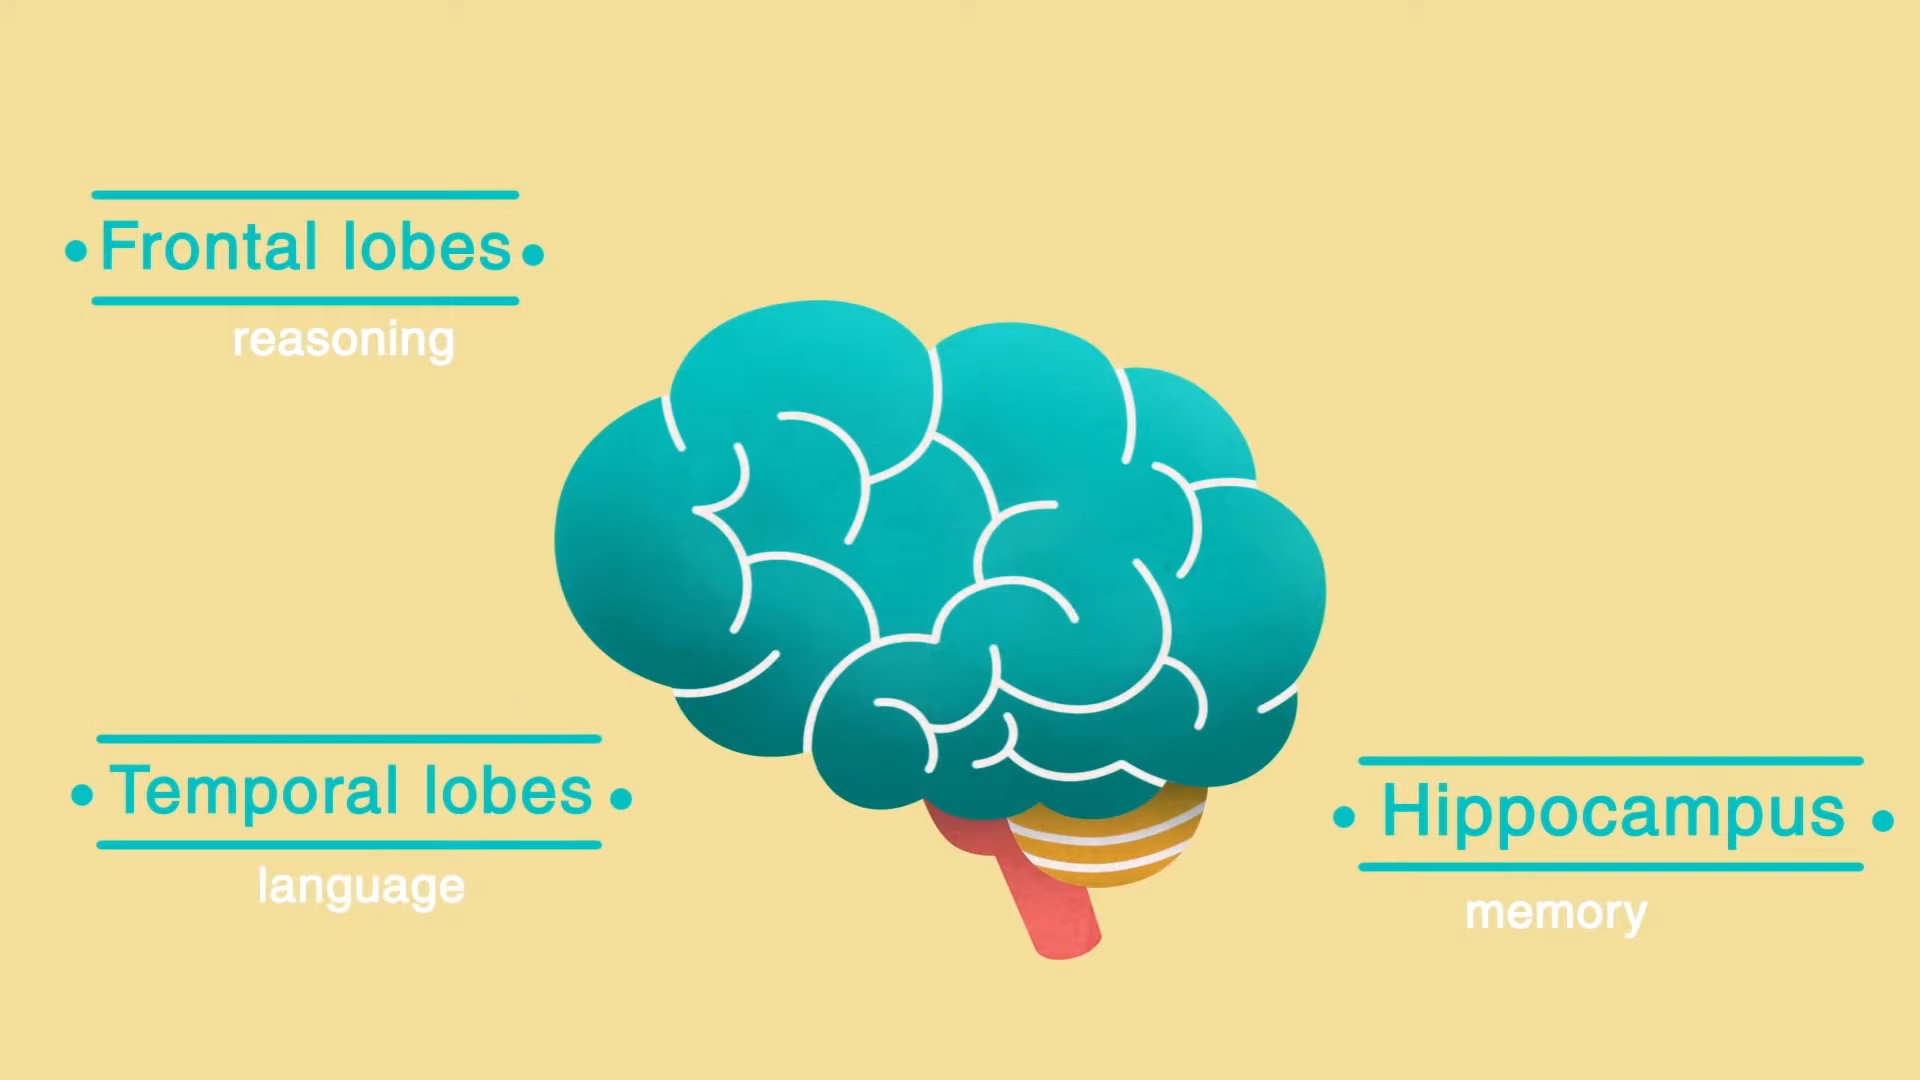 Frontal lobes
reasoning
Temporal lobes
language
Hippocampus
memory